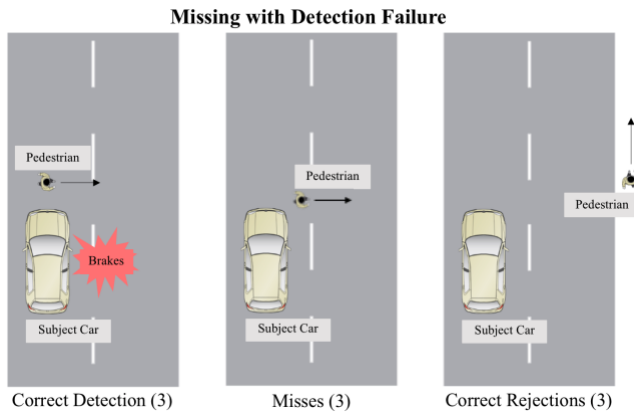 Missing with Detection Failure
Pedestrian
Brakes
Subject Car
Correct Detection (3)
Pedestrian
Subject Car
Misses (3)
Pedestrian
Subject Car
Correct Rejections (3)